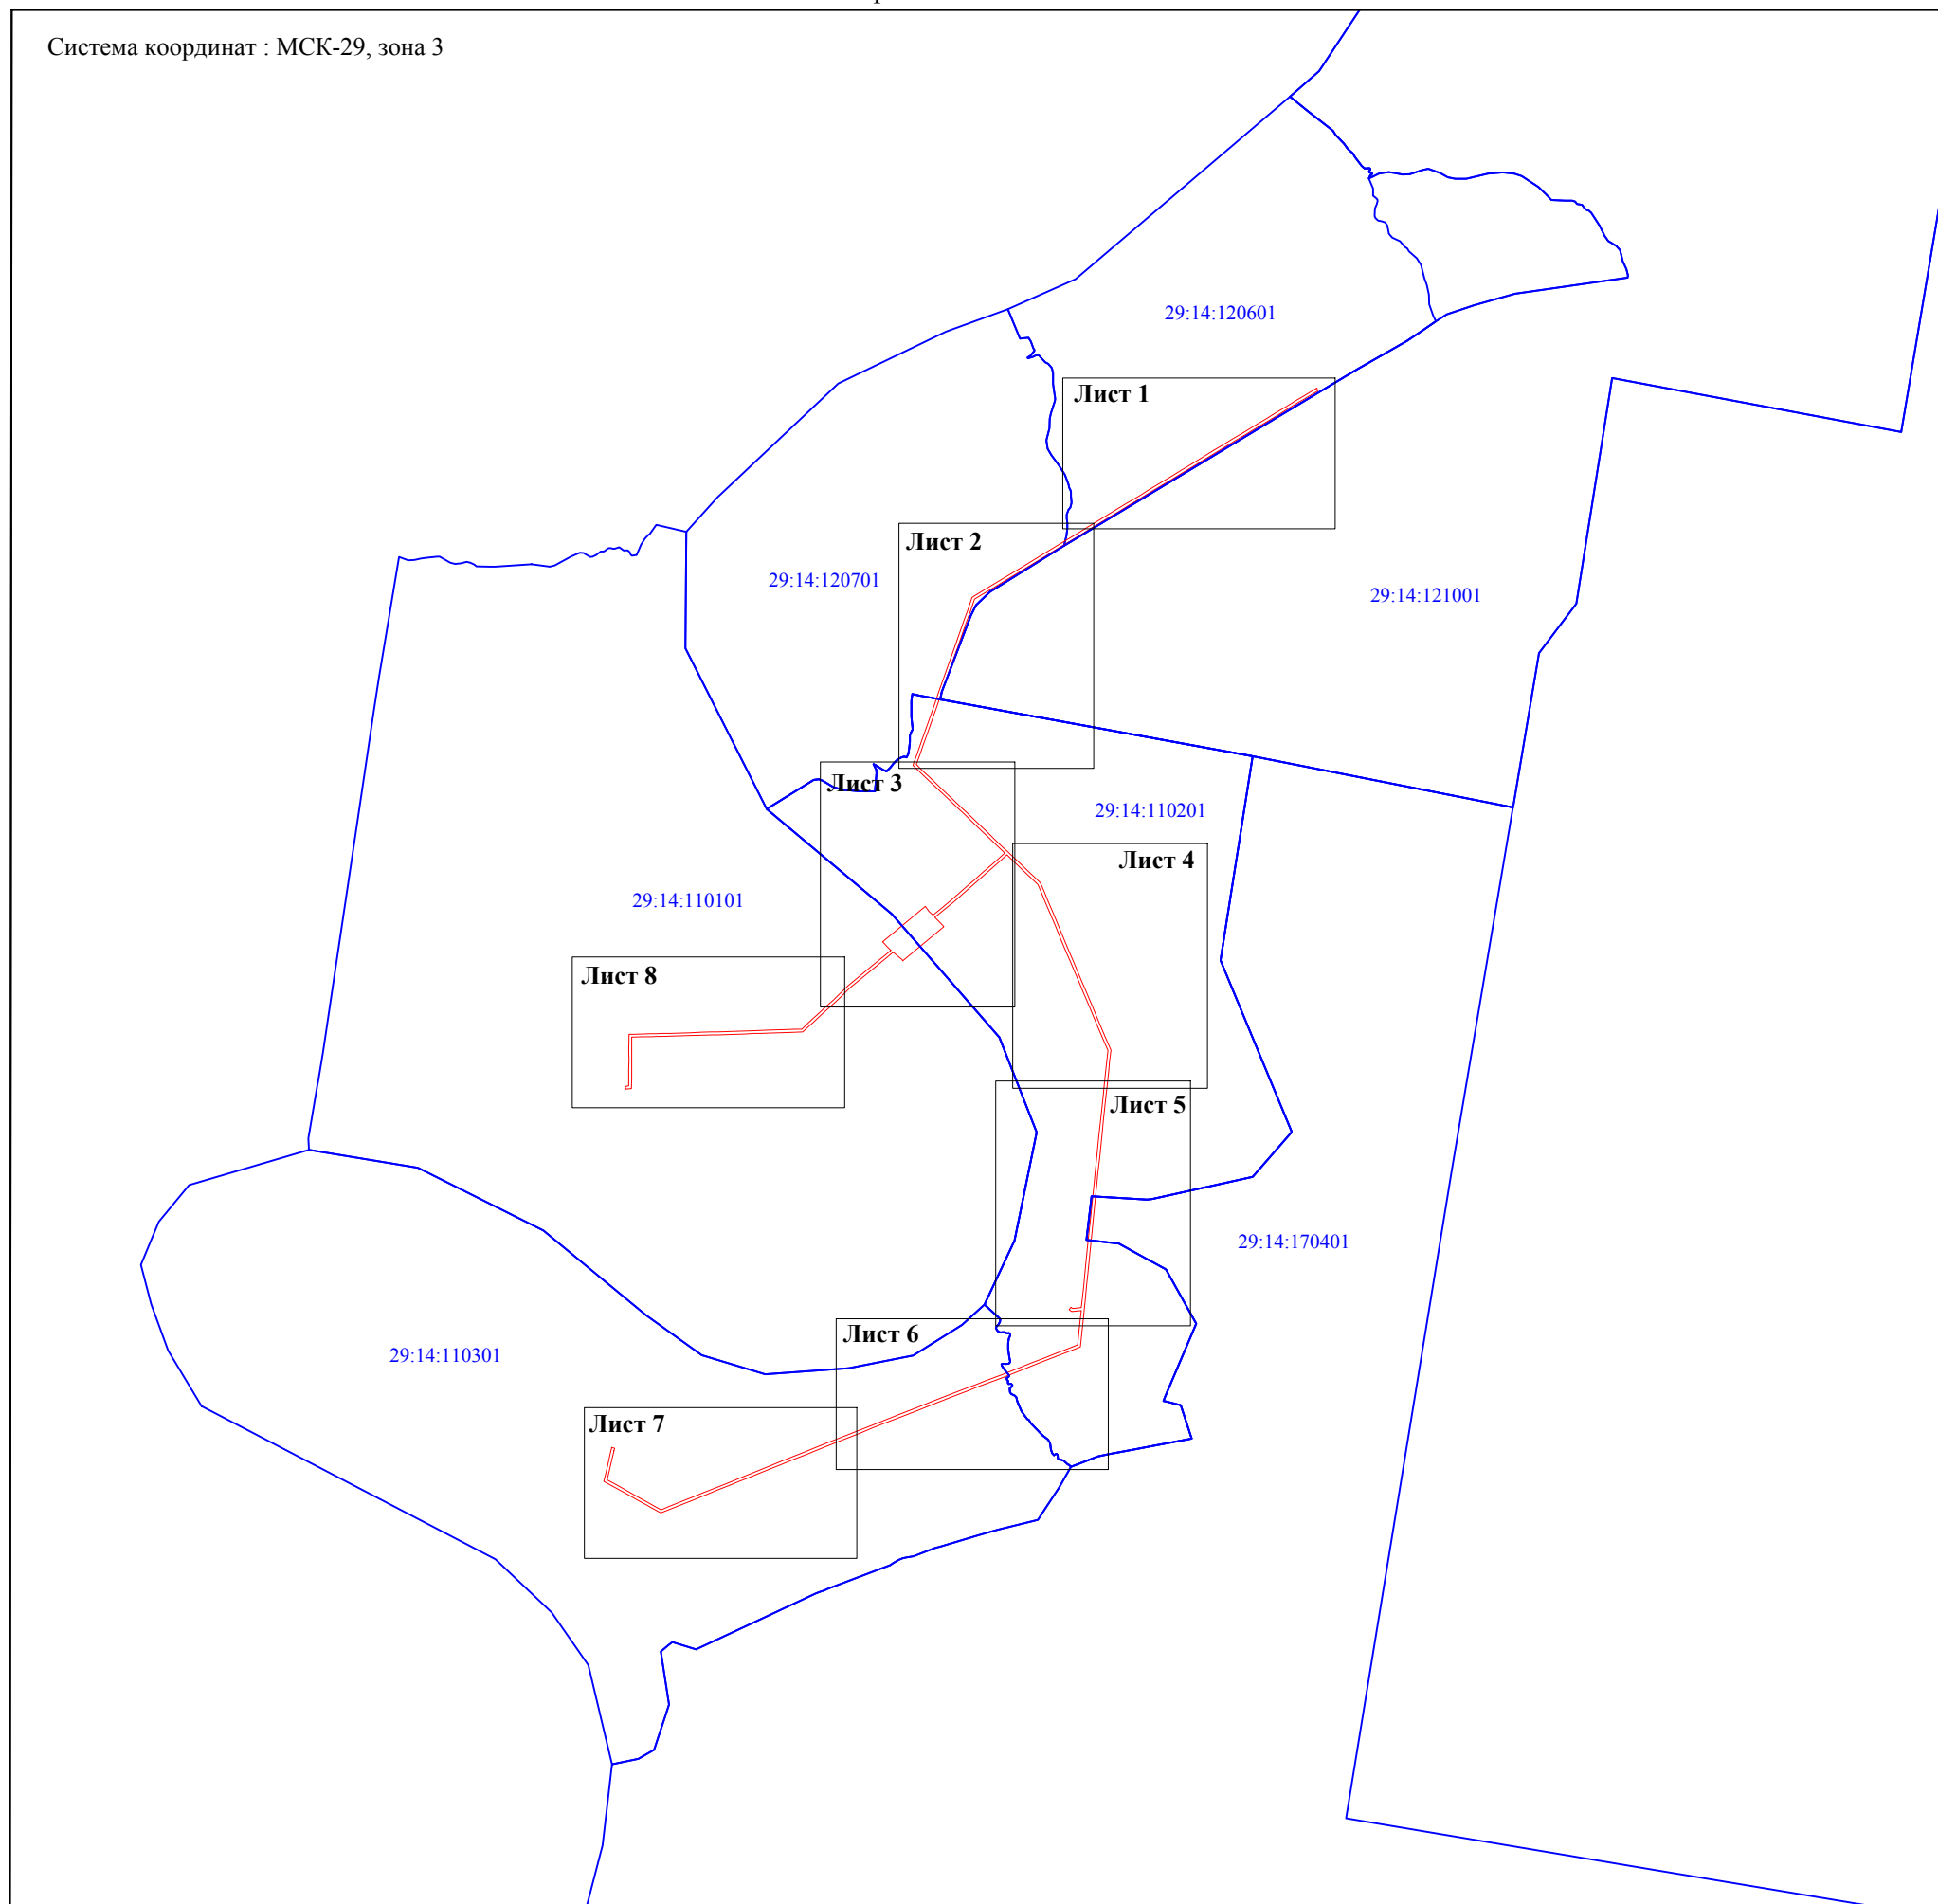 Система координат : МСК-29, зона 3
29:14:120601
Лист 1
Лист 2
29:14:120701
29:14:121001
Лист 3
29:14:110201
Лист 4
29:14:110101
Лист 8
Лист 5
29:14:170401
Лист 6
29:14:110301
Лист 7